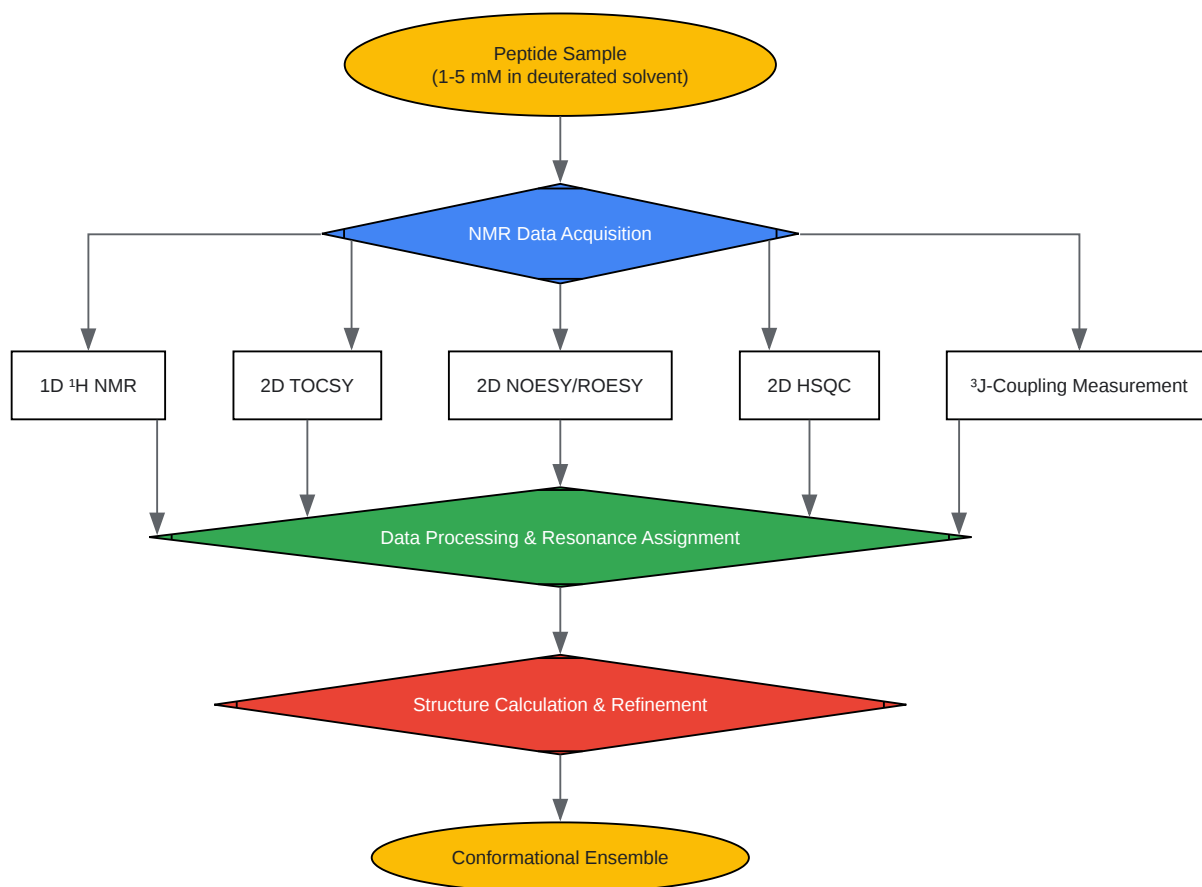 Peptide Sample
(1-5 mM in deuterated solvent)
NMR Data Acquisition
1D ¹H NMR
2D TOCSY
2D NOESY/ROESY
2D HSQC
³J-Coupling Measurement
Data Processing & Resonance Assignment
Structure Calculation & Refinement
Conformational Ensemble